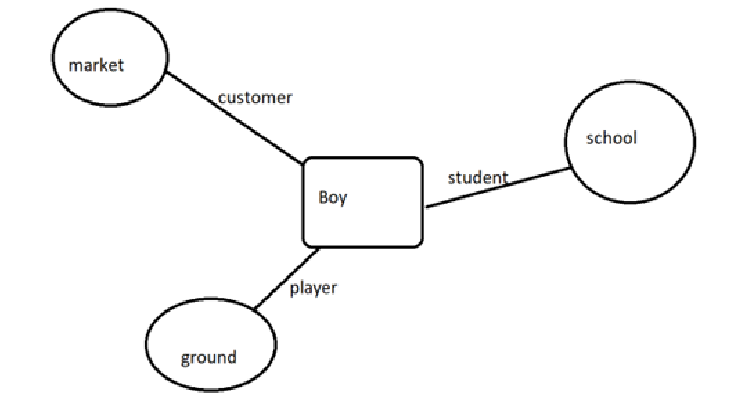 market
customer
school
student
Boy
player
ground